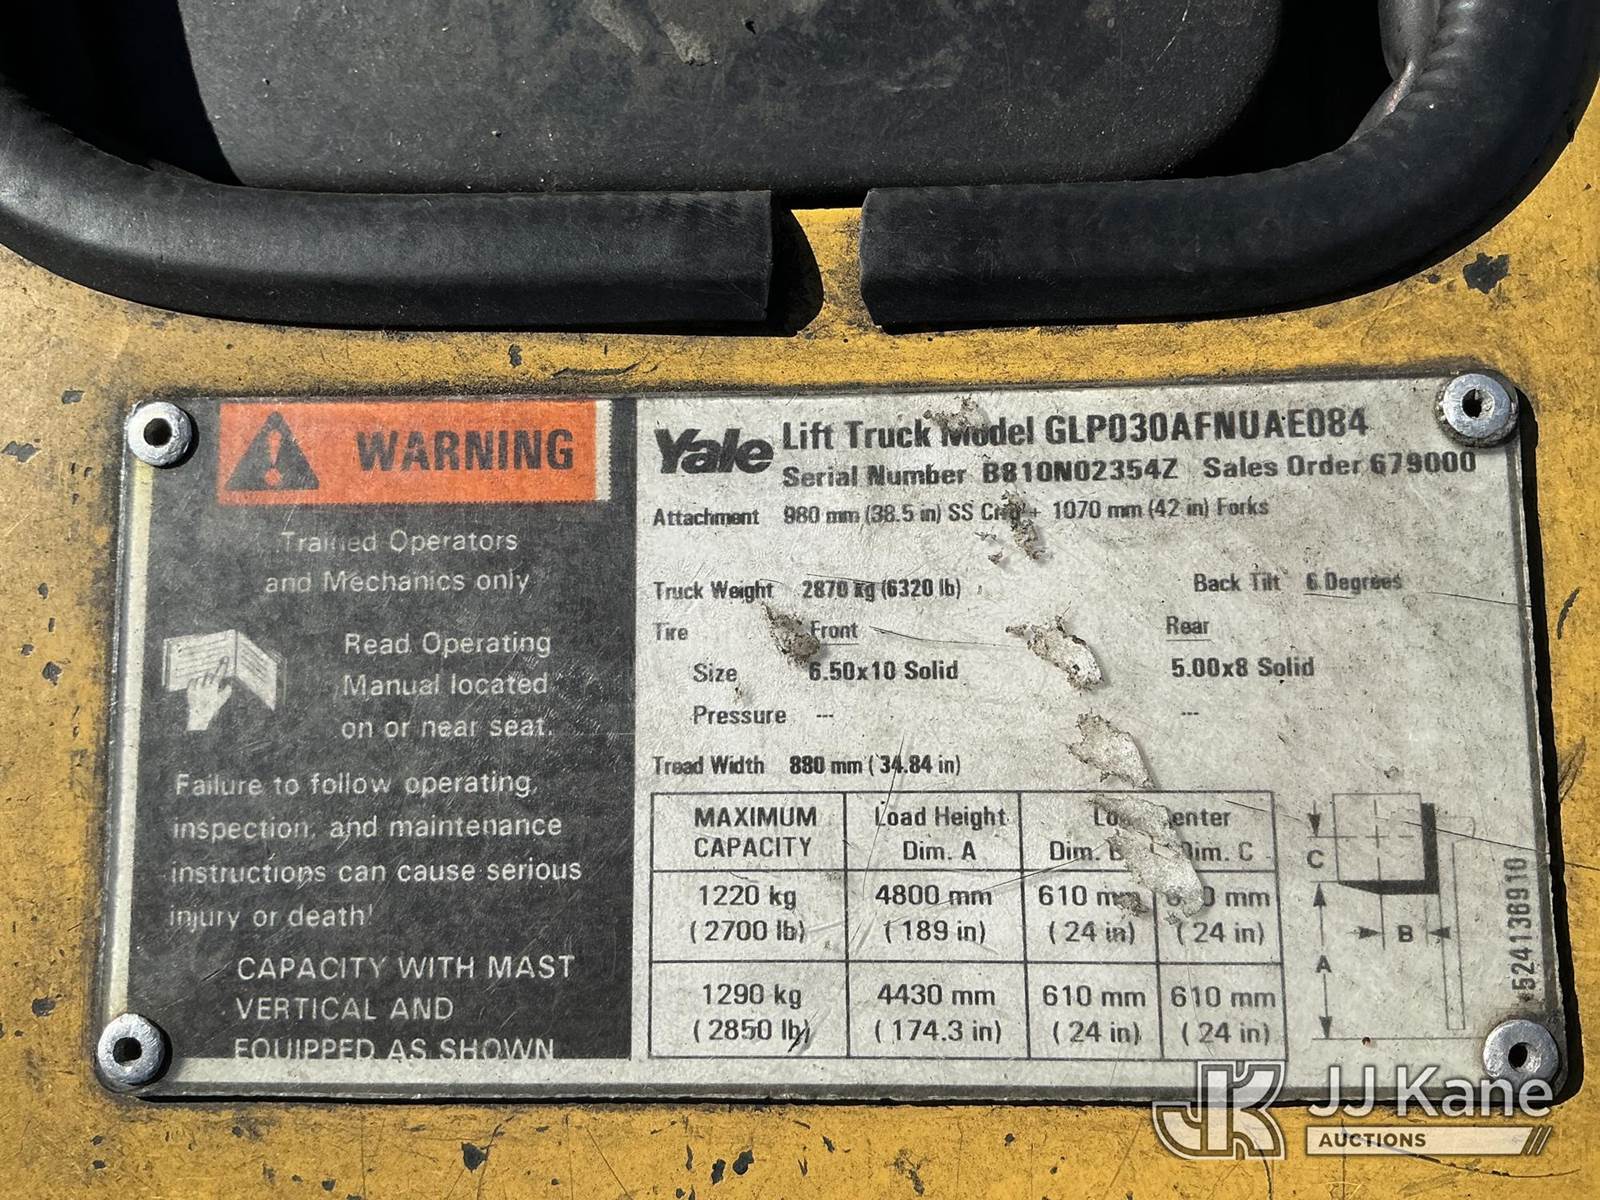 WARNING
Trained Operators
and Mechanics only
Read Operating
Manual located
on or near seat.
Failure to follow operating,
inspection, and maintenance
instructions can cause serious
injury or death!
CAPACITY WITH MAST
VERTICAL AND
EQUIPPED AS SHOWN
Yale Lift Truck Model GLP030AFNUAE084
Serial Number B810N02354Z Sales Order 679000
Attachment 980 mm (38.5 in) SS + 1070 mm (42 in) Forks
Truck Weight 2870 kg (6320 lb) Back Tilt 6 Degrees
Tire Front Rear
Size 6.50x10 Solid 5.00x8 Solid
Pressure --- ---
Tread Width 880 mm ( 34.84 in)
MAXIMUM CAPACITY Load Height Dim. A Load Center Dim. B Dim. C
1220 kg 4800 mm 610 mm 610 mm
( 2700 lb) ( 189 in) ( 24 in) ( 24 in)
1290 kg 4430 mm 610 mm 610 mm
( 2850 lb) ( 174.3 in) ( 24 in) ( 24 in)
C
B
A
524138910
JK JJ Kane
AUCTIONS